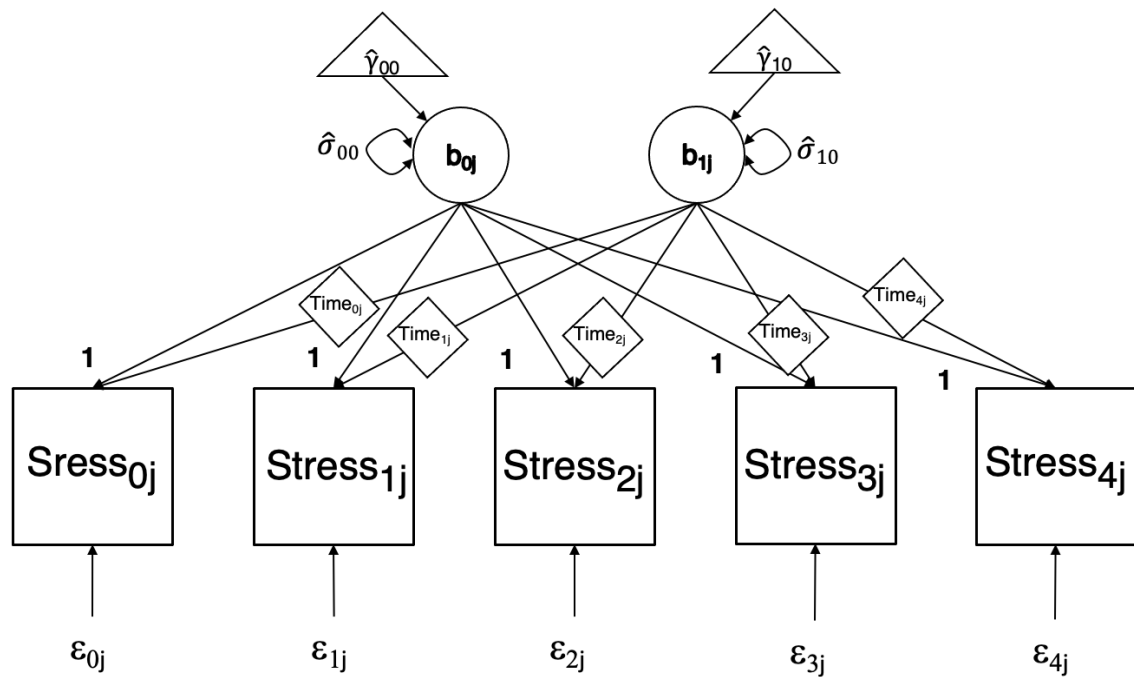 γ̂₀₀ γ̂₁₀
σ̂₀₀ b₀ⱼ b₁ⱼ σ̂₁₀
Time₀ⱼ Time₁ⱼ Time₂ⱼ Time₃ⱼ Time₄ⱼ
1 1 1 1 1
Sress₀ⱼ Stress₁ⱼ Stress₂ⱼ Stress₃ⱼ Stress₄ⱼ
ε₀ⱼ ε₁ⱼ ε₂ⱼ ε₃ⱼ ε₄ⱼ